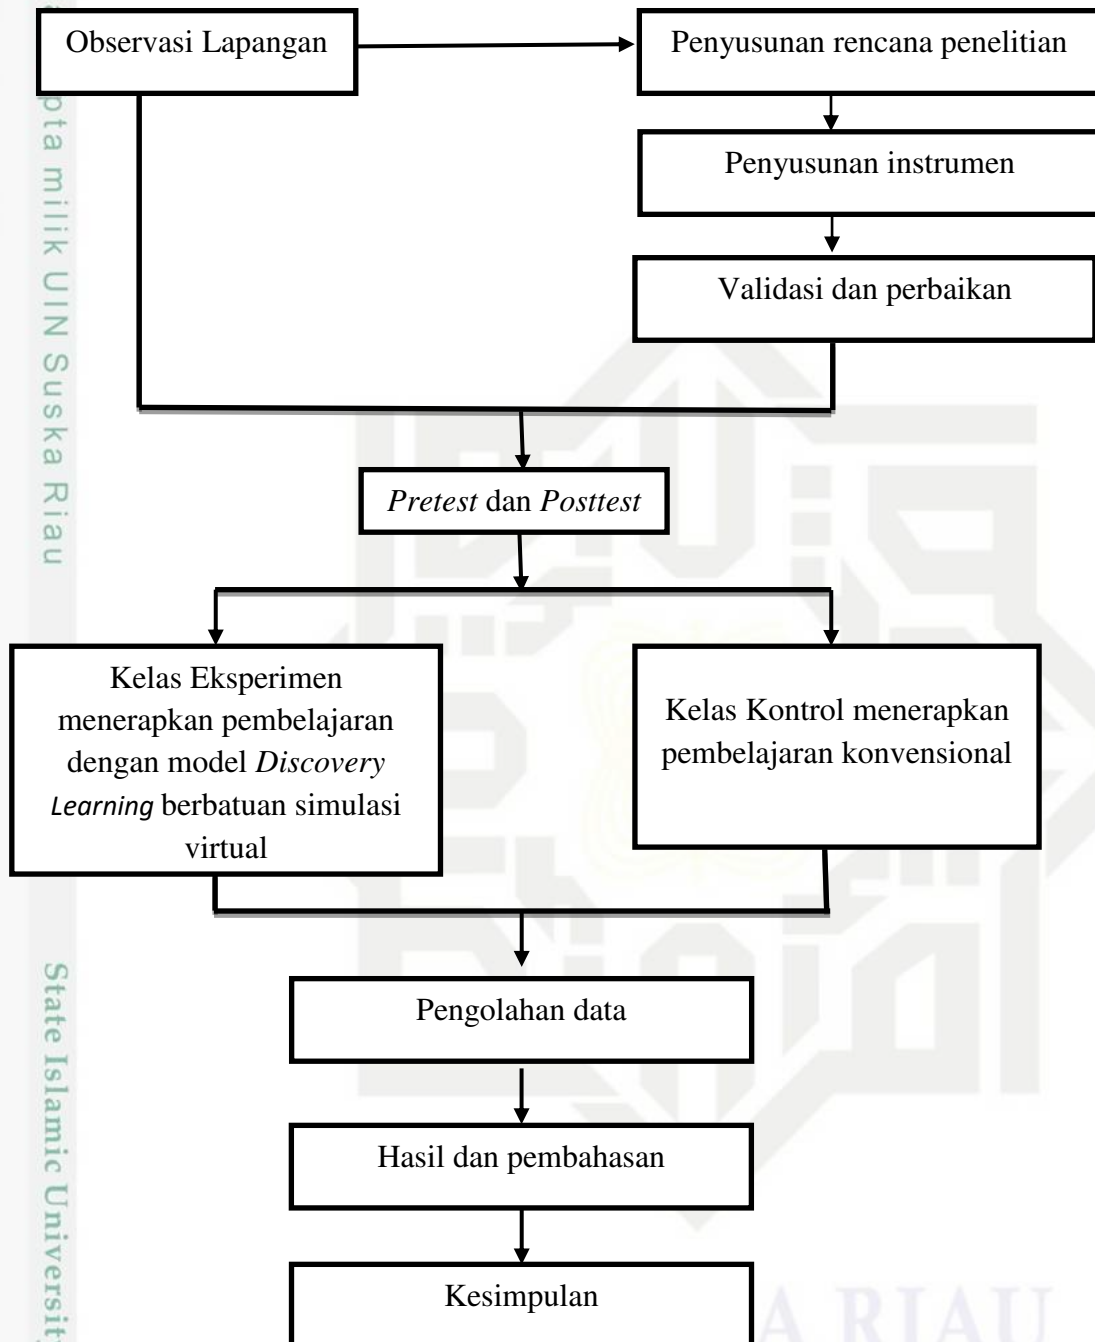 Observasi Lapangan
Penyusunan rencana penelitian
Penyusunan instrumen
Validasi dan perbaikan
Pretest dan Posttest
Kelas Eksperimen
menerapkan pembelajaran
dengan model Discovery
Learning berbatuan simulasi
virtual
Kelas Kontrol menerapkan
pembelajaran konvensional
Pengolahan data
Hasil dan pembahasan
Kesimpulan
milik UIN Suska Riau
State Islamic
A RIAU